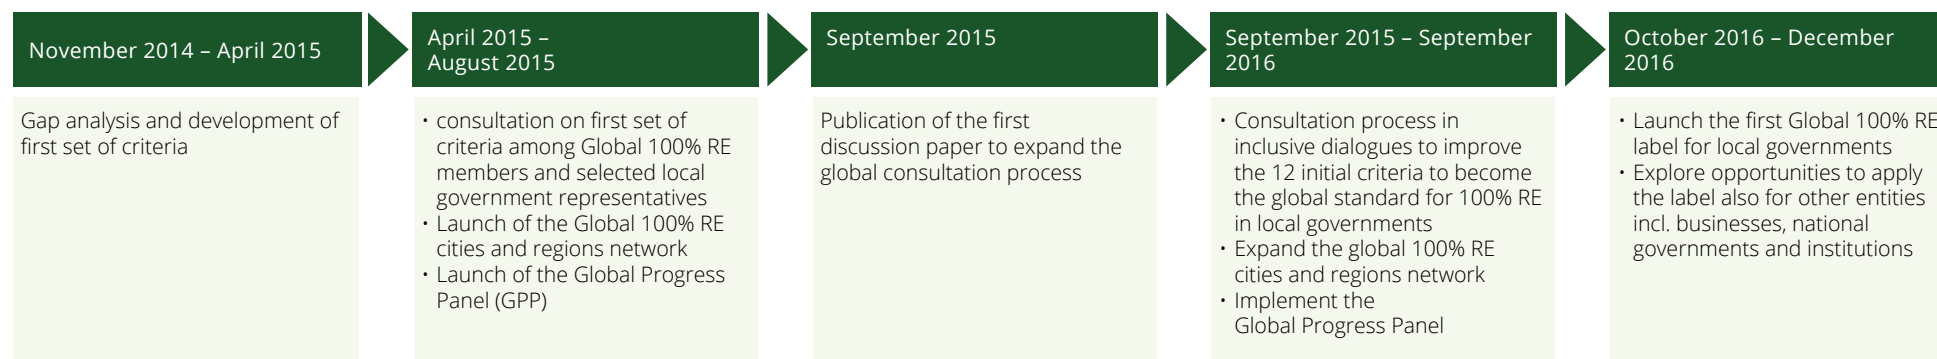 November 2014 – April 2015
Gap analysis and development of
first set of criteria
April 2015 –
August 2015
• consultation on first set of
criteria among Global 100% RE
members and selected local
government representatives
• Launch of the Global 100% RE
cities and regions network
• Launch of the Global Progress
Panel (GPP)
September 2015
Publication of the first
discussion paper to expand the
global consultation process
September 2015 – September
2016
• Consultation process in
inclusive dialogues to improve
the 12 initial criteria to become
the global standard for 100% RE
in local governments
• Expand the global 100% RE
cities and regions network
• Implement the
Global Progress Panel
October 2016 – December
2016
• Launch the first Global 100% RE
label for local governments
• Explore opportunities to apply
the label also for other entities
incl. businesses, national
governments and institutions